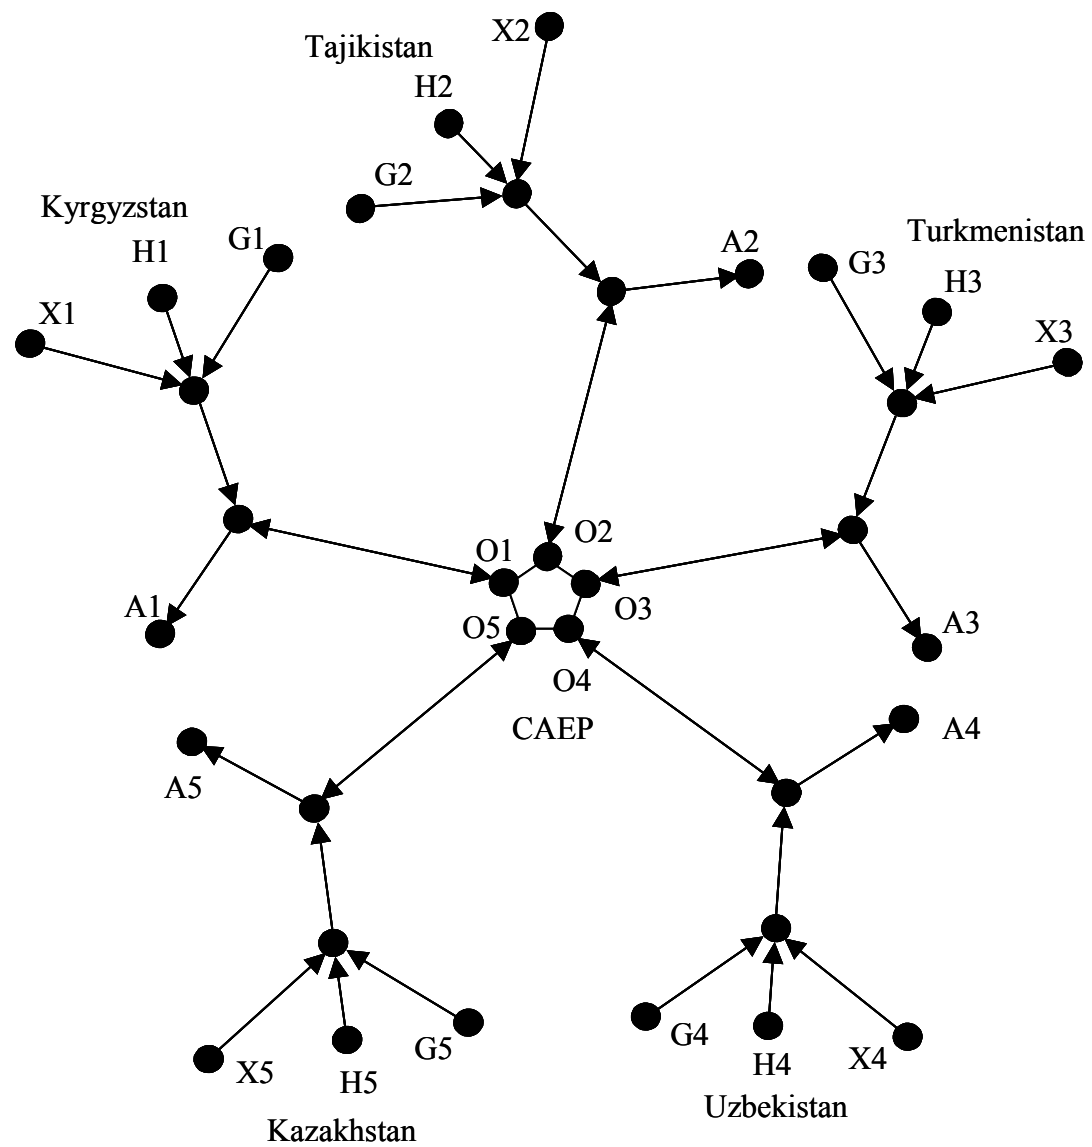 X2
Tajikistan
H2
G2
Kyrgyzstan
G1
H1
A2
Turkmenistan
G3
H3
X1
X3
O2
O1
O3
A1
O5
A3
O4
CAEP
A4
A5
G4
G5
X4
H4
X5
H5
Uzbekistan
Kazakhstan